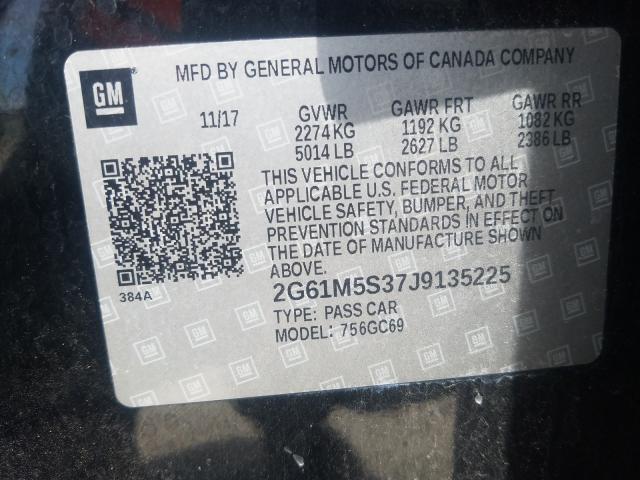 GM
MFD BY GENERAL MOTORS OF CANADA COMPANY
11/17 GVWR GAWR FRT GAWR RR
2274 KG 1192 KG 1082 KG
5014 LB 2627 LB 2386 LB
THIS VEHICLE CONFORMS TO ALL
APPLICABLE U.S. FEDERAL MOTOR
VEHICLE SAFETY, BUMPER, AND THEFT
PREVENTION STANDARDS IN EFFECT ON
THE DATE OF MANUFACTURE SHOWN
ABOVE.
384A
2G61M5S37J9135225
TYPE: PASS CAR
MODEL: 756GC69